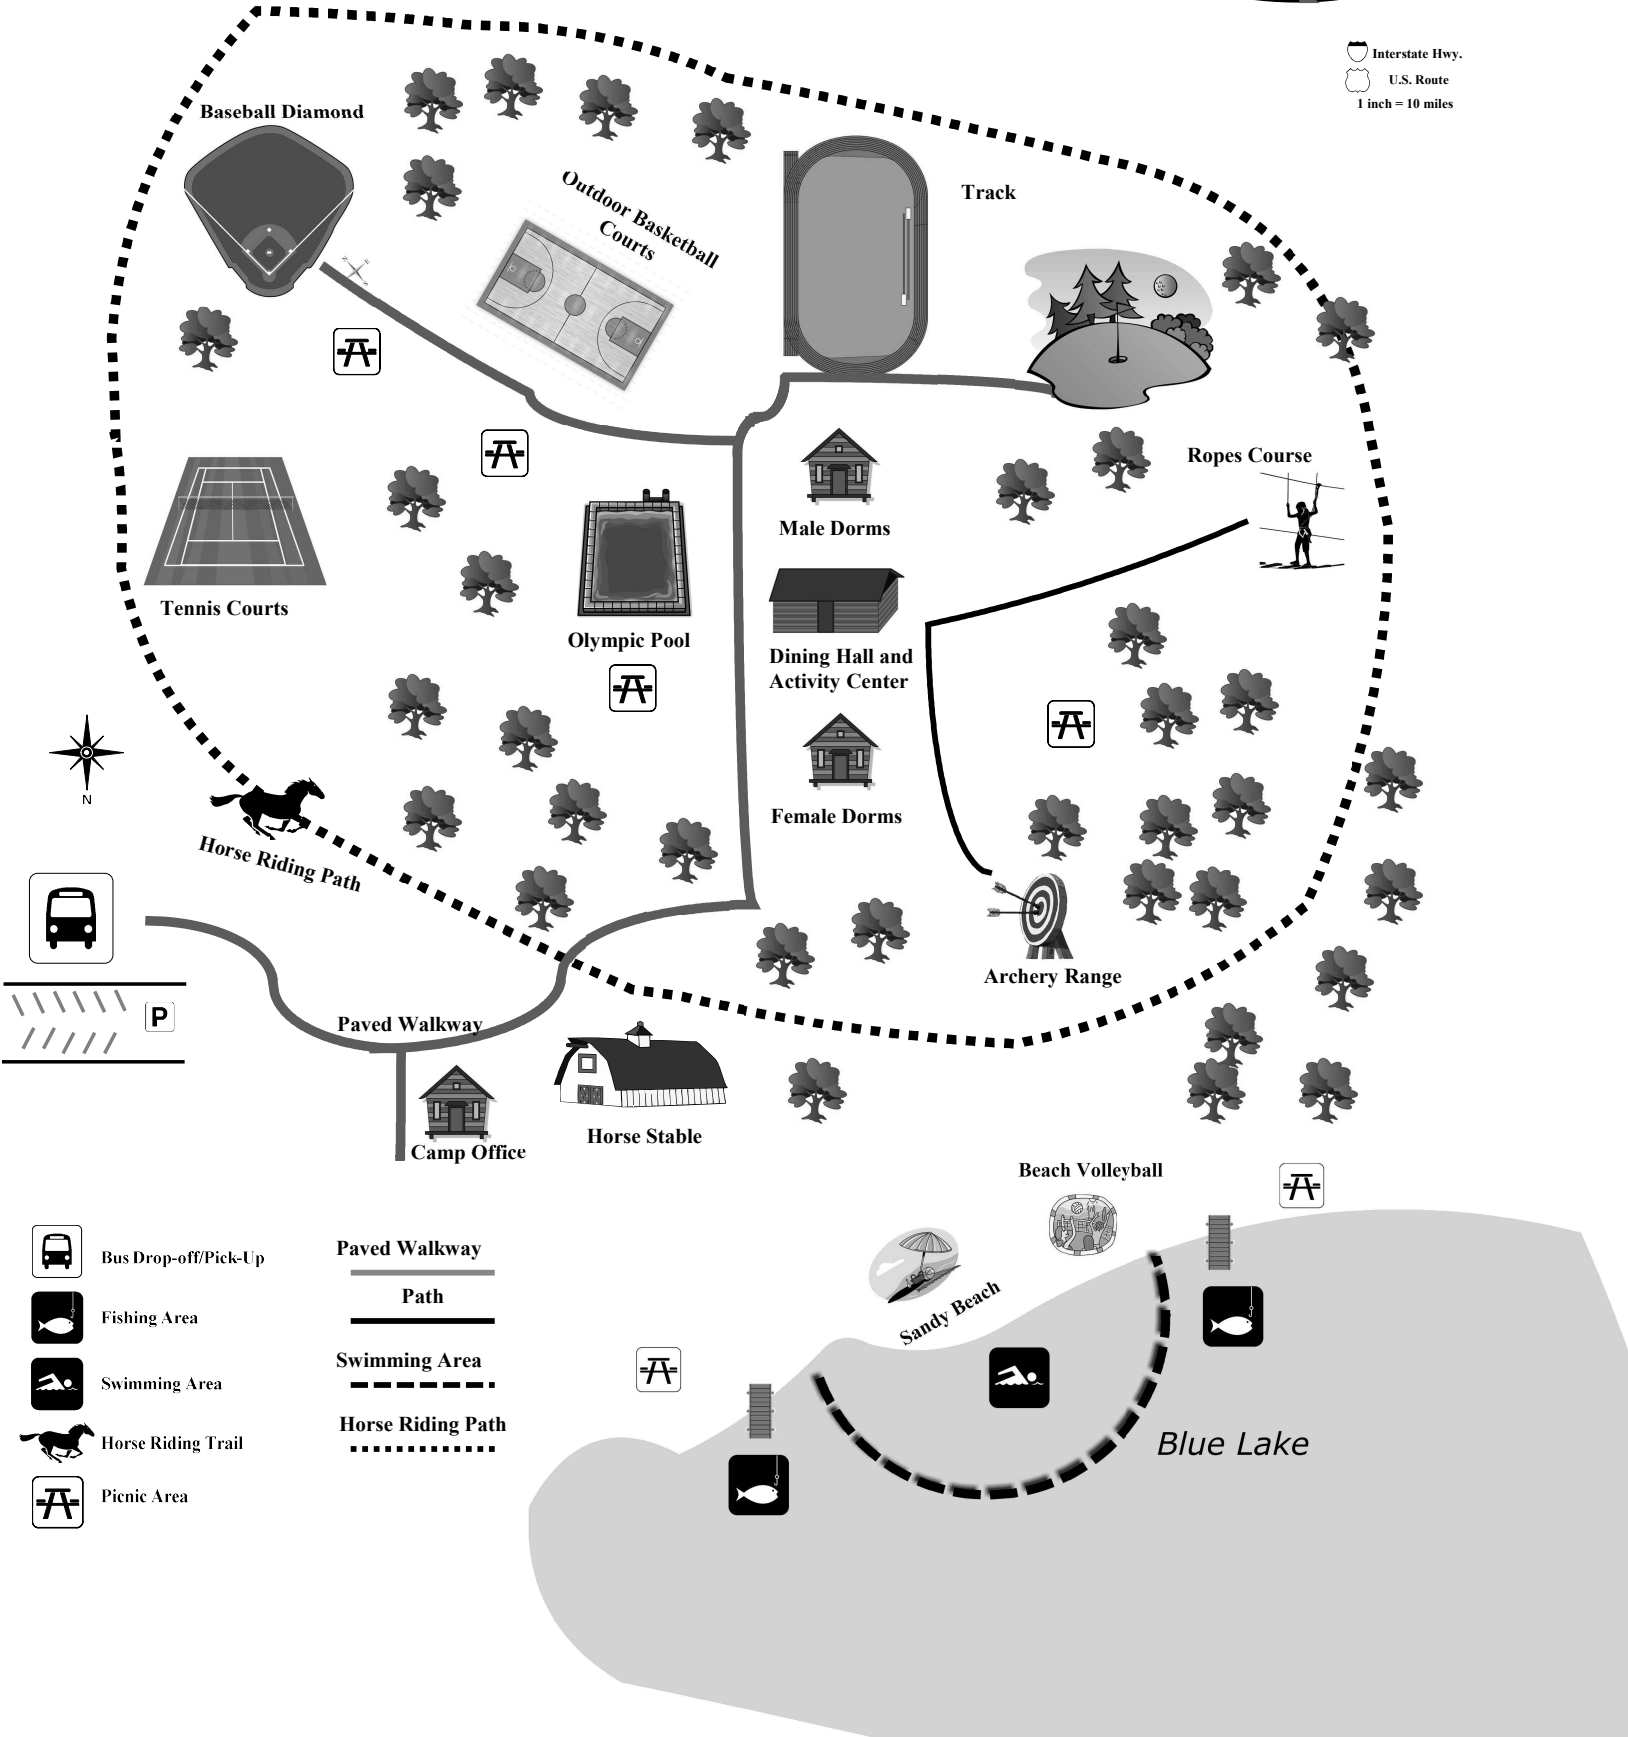 Interstate Hwy.
U.S. Route
1 inch = 10 miles
Baseball Diamond
Outdoor Basketball
Courts
Track
Ropes Course
Male Dorms
Tennis Courts
Olympic Pool
Dining Hall and
Activity Center
Female Dorms
N
Horse Riding Path
Archery Range
P
Paved Walkway
Horse Stable
Camp Office
Beach Volleyball
Sandy Beach
Blue Lake
Bus Drop-off/Pick-Up
Fishing Area
Swimming Area
Horse Riding Trail
Picnic Area
Paved Walkway
Path
Swimming Area
Horse Riding Path